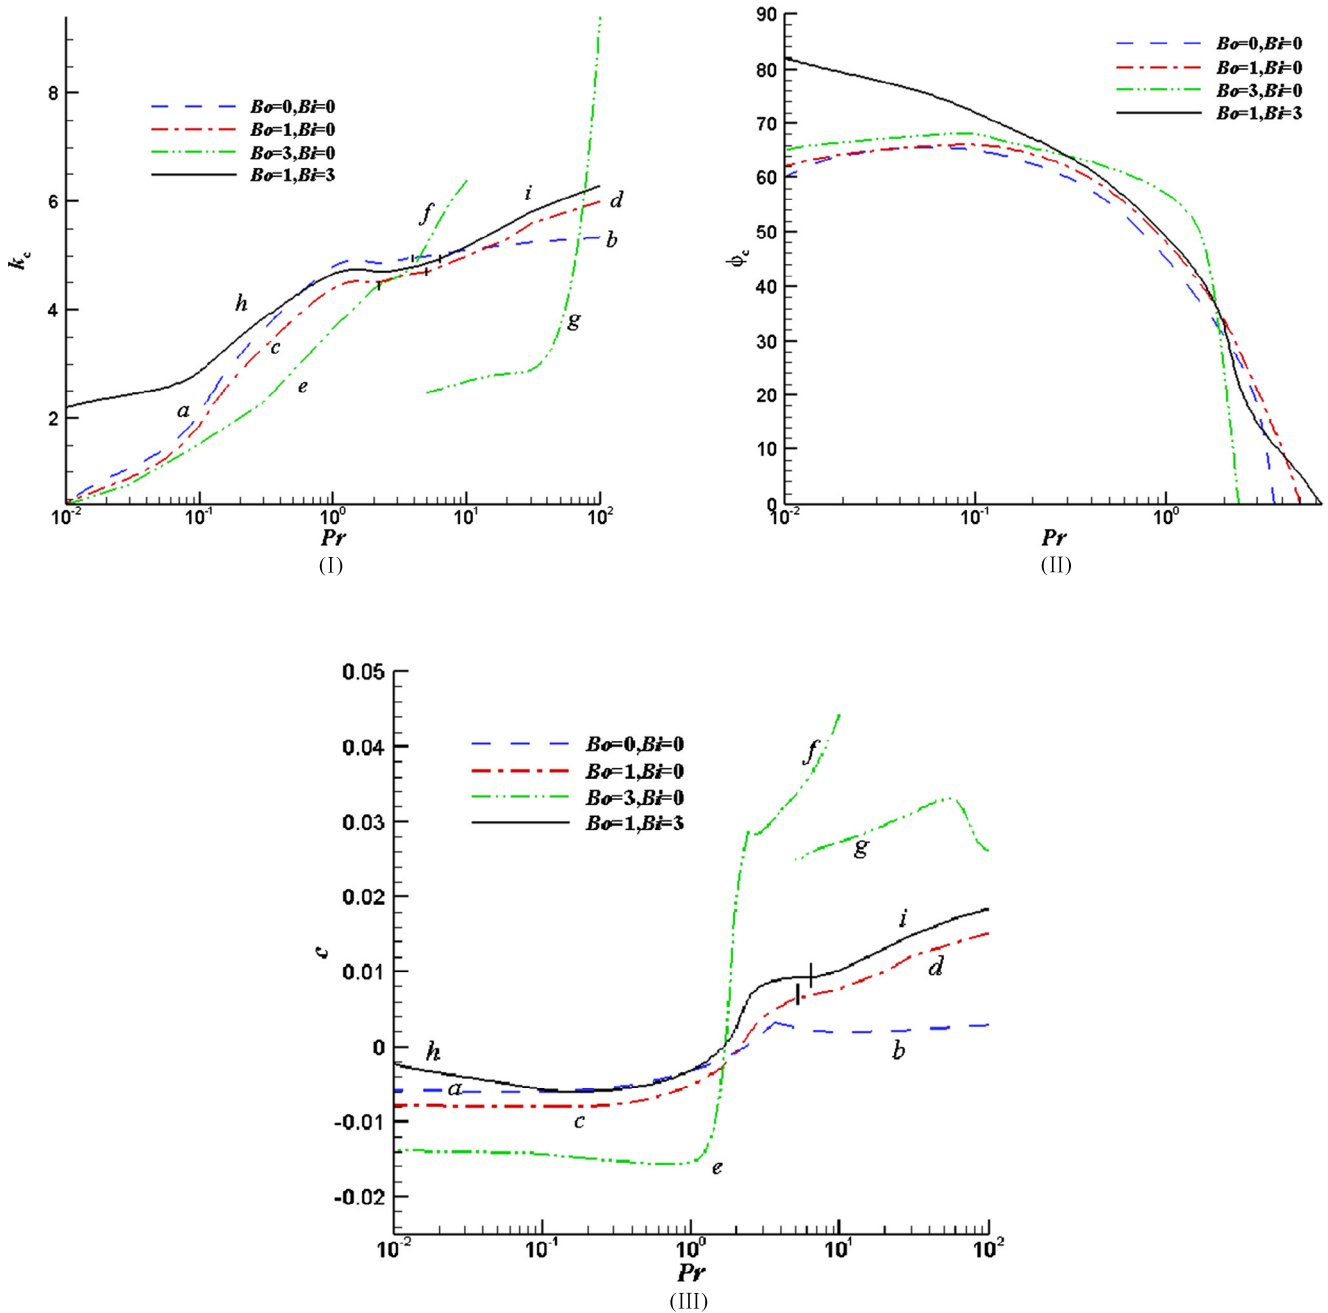 8
6
4
2
k_c
Bo=0,Bi=0
Bo=1,Bi=0
Bo=3,Bi=0
Bo=1,Bi=3
a
b
c
d
e
f
g
h
i
10^-2
10^-1
10^0
10^1
10^2
Pr
(I)
90
80
70
60
50
40
30
20
10
0
ϕ_c
Bo=0,Bi=0
Bo=1,Bi=0
Bo=3,Bi=0
Bo=1,Bi=3
10^-2
10^-1
10^0
Pr
(II)
0.05
0.04
0.03
0.02
0.01
0
-0.01
-0.02
c
Bo=0,Bi=0
Bo=1,Bi=0
Bo=3,Bi=0
Bo=1,Bi=3
f
g
i
d
b
h
a
c
e
10^-2
10^-1
10^0
10^1
10^2
Pr
(III)